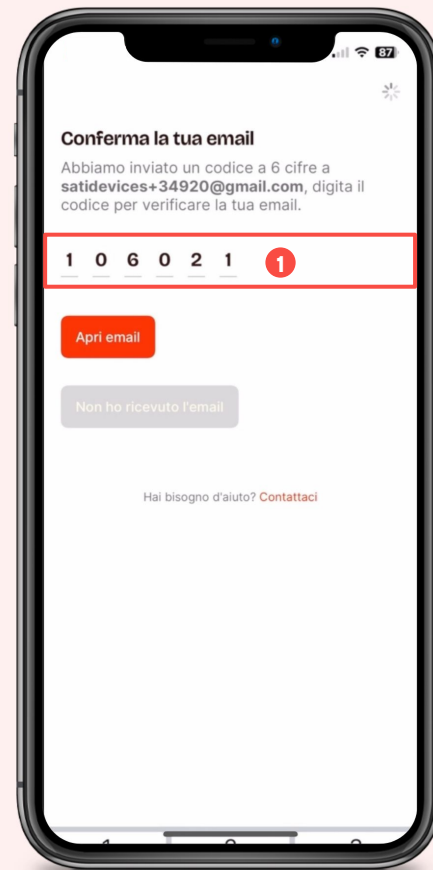 87
Conferma la tua email
Abbiamo inviato un codice a 6 cifre a
satidevices+34920@gmail.com, digita il
codice per verificare la tua email.
1 0 6 0 2 1
1
Apri email
Non ho ricevuto l'email
Hai bisogno d'aiuto? Contattaci